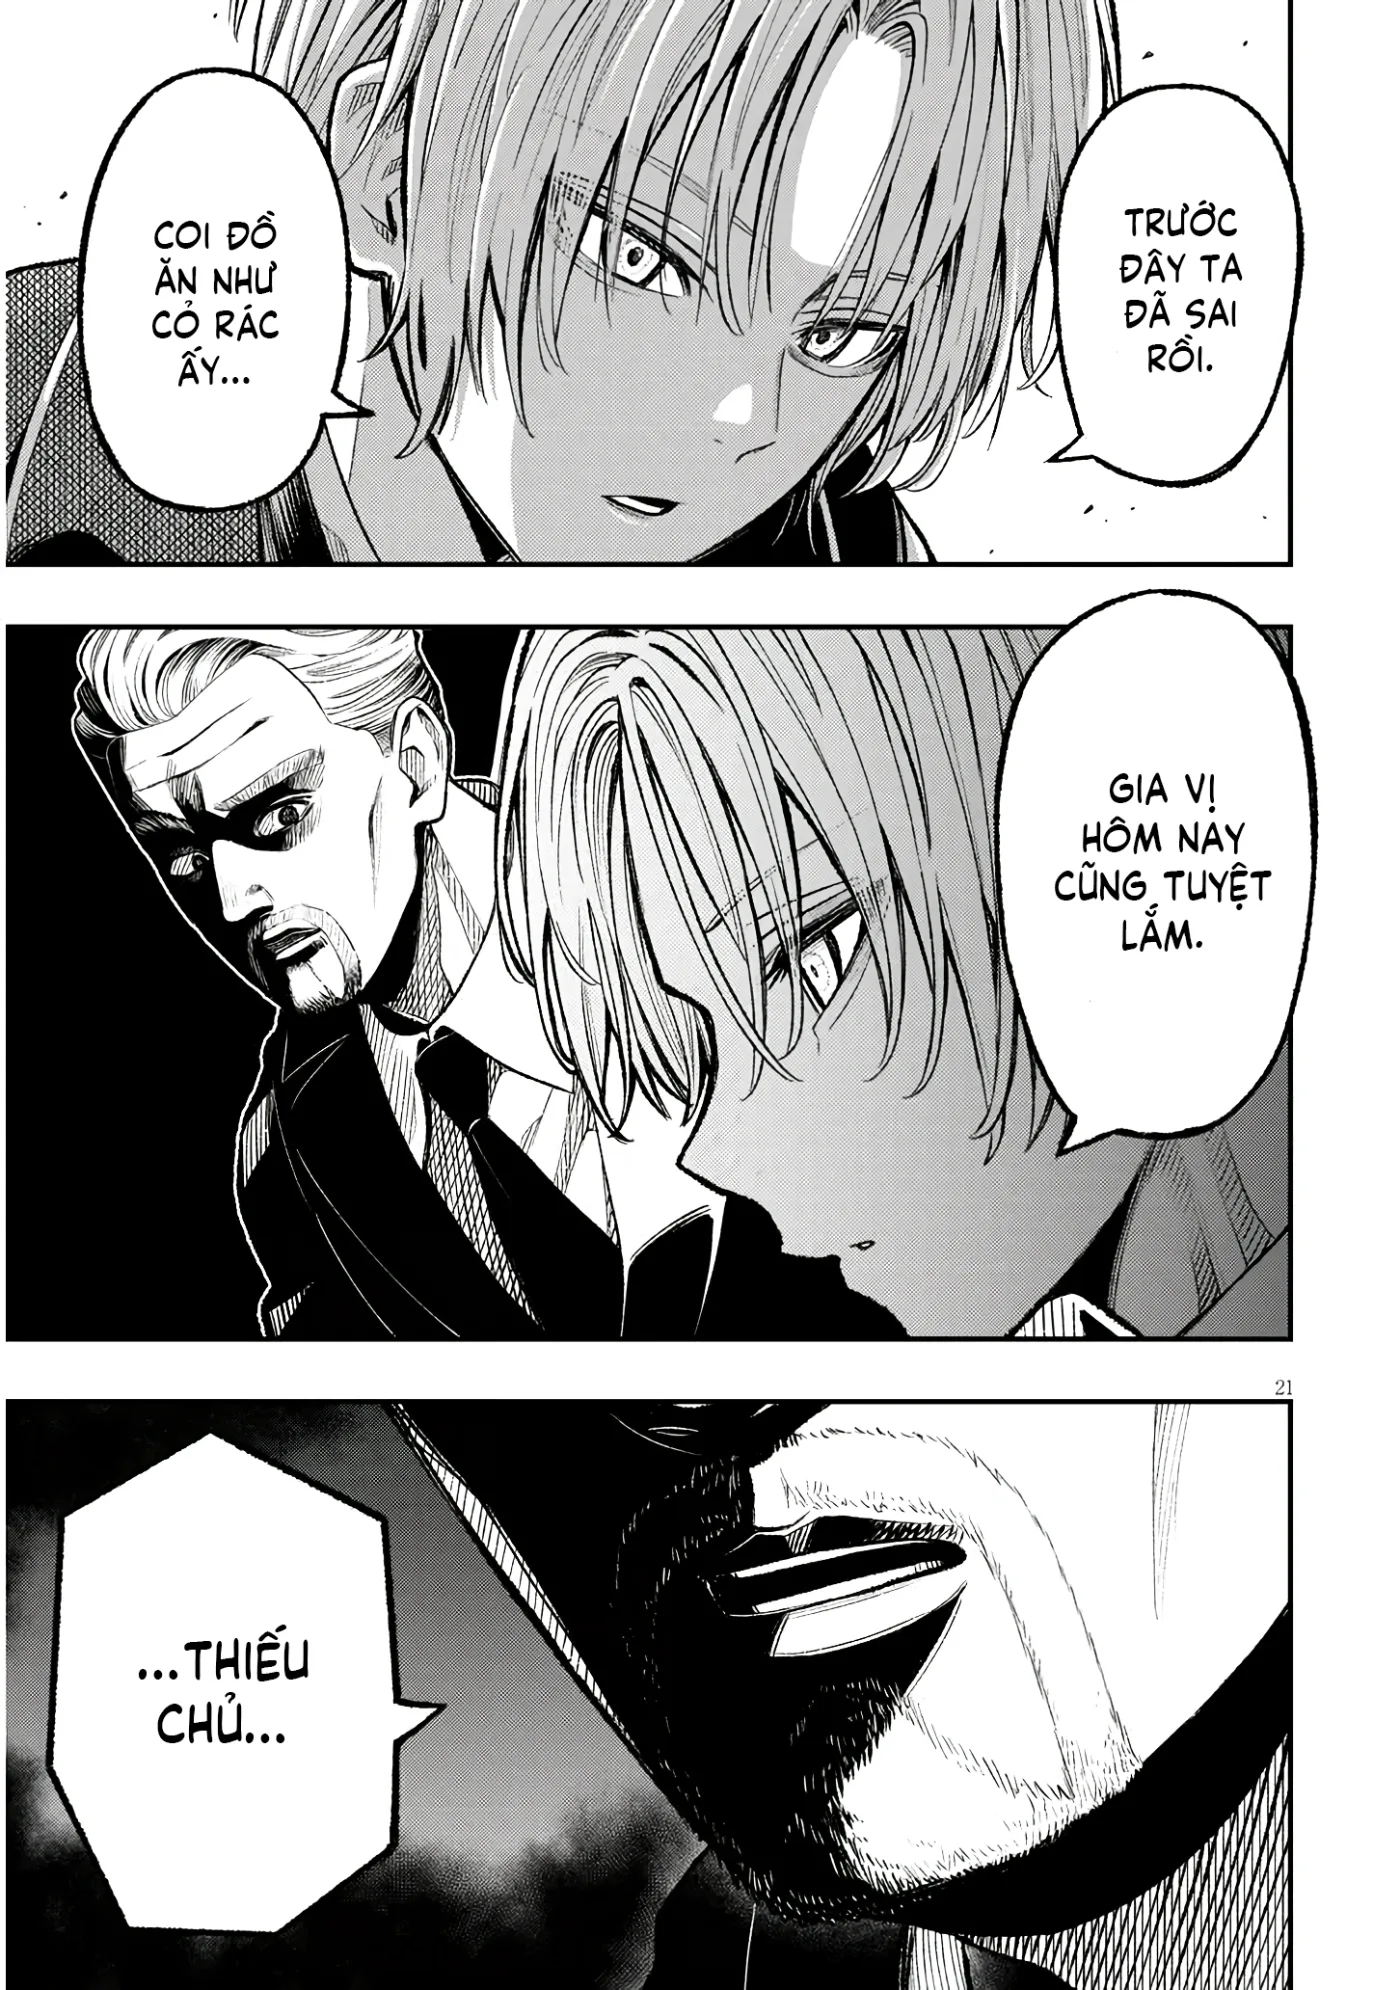 TRƯỚC
ĐÂY TA
ĐÃ SAI
RỒI.
COI ĐỒ
ĂN NHƯ
CỎ RÁC
ẤY...
GIA VỊ
HÔM NAY
CŨNG TUYỆT
LẮM.
21
...THIẾU
CHỦ...